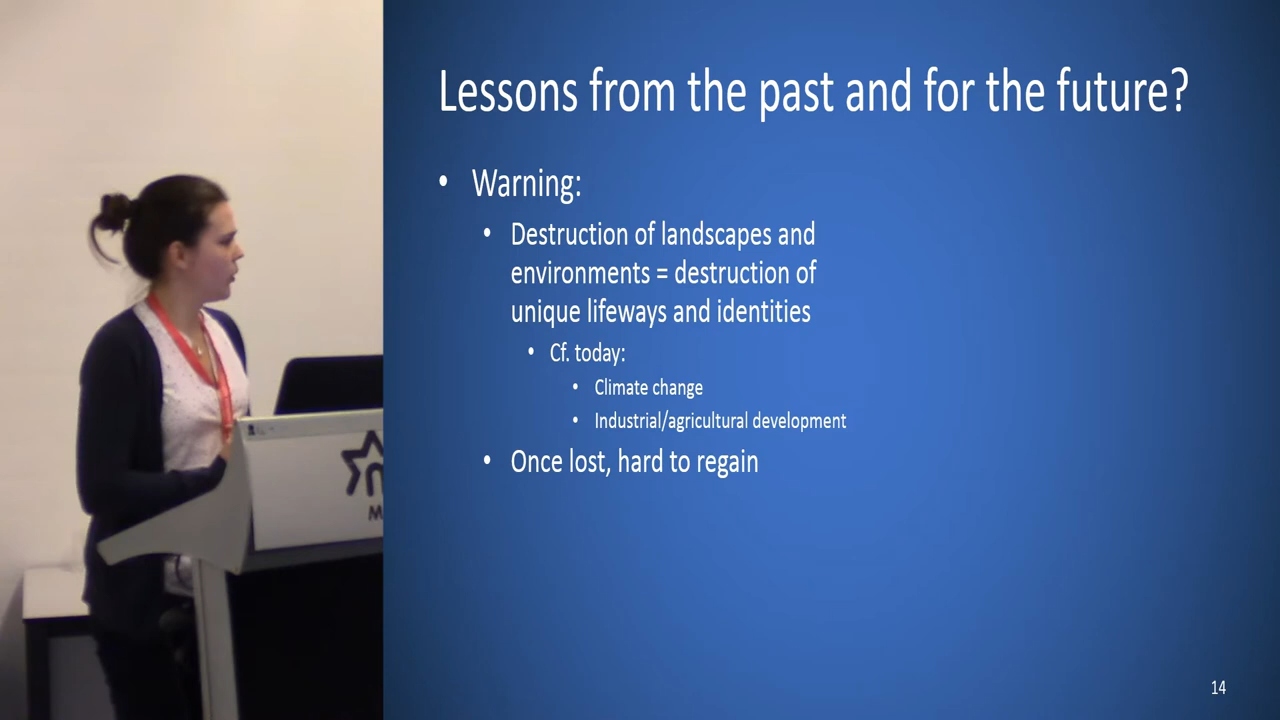 Lessons from the past and for the future?
• Warning:
• Destruction of landscapes and
environments = destruction of
unique lifeways and identities
• Cf. today:
• Climate change
• Industrial/agricultural development
• Once lost, hard to regain
14